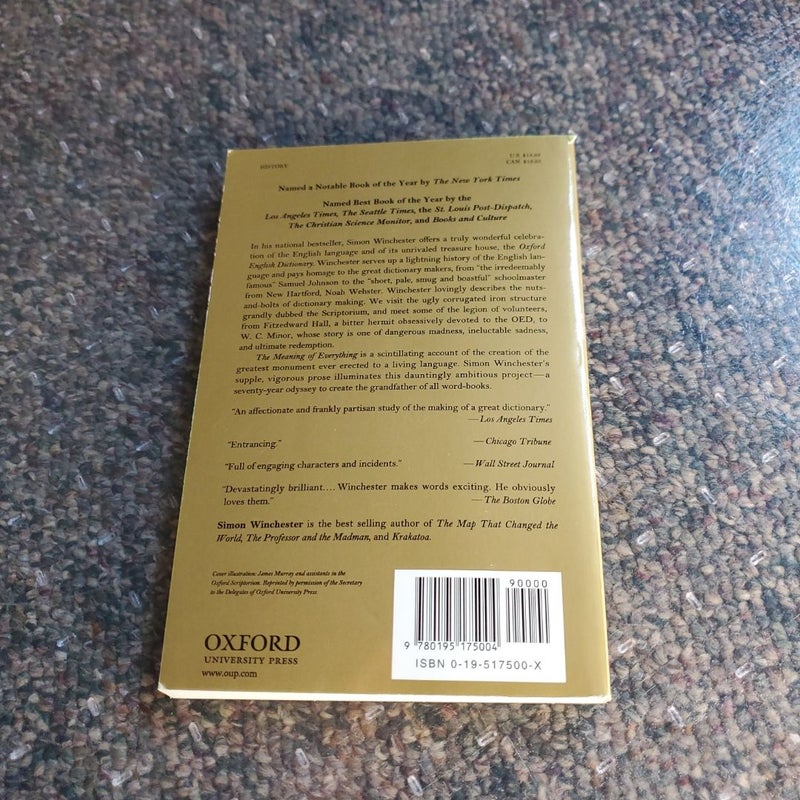 HISTORY
U.S.
CAN.
Named a Notable Book of the Year by The New York Times
Named Best Book of the Year by the
Los Angeles Times, The Seattle Times, the St. Louis Post-Dispatch,
The Christian Science Monitor, and Books and Culture
In his national bestseller, Simon Winchester offers a truly wonderful celebra-
tion of the English language and of its unrivaled treasure house, the Oxford
English Dictionary. Winchester serves up a lightning history of the English lan-
guage and pays homage to the great dictionary makers, from "the irredeemably
famous" Samuel Johnson to the "short, pale, smug and boastful" schoolmaster
from New Hartford, Noah Webster. Winchester lovingly describes the nuts-
and-bolts of dictionary making. We visit the ugly corrugated iron structure
grandly dubbed the Scriptorium, and meet some of the legion of volunteers,
from Fitzedward Hall, a bitter hermit obsessively devoted to the OED, to
W. C. Minor, whose story is one of dangerous madness, ineluctable sadness,
and ultimate redemption.
The Meaning of Everything is a scintillating account of the creation of the
greatest monument ever erected to a living language. Simon Winchester's
supple, vigorous prose illuminates this dauntingly ambitious project—a
seventy-year odyssey to create the grandfather of all word-books.
"An affectionate and frankly partisan study of the making of a great dictionary."
—Los Angeles Times
"Entrancing." —Chicago Tribune
"Full of engaging characters and incidents." —Wall Street Journal
"Devastatingly brilliant.... Winchester makes words exciting. He obviously
loves them." —The Boston Globe
Simon Winchester is the best selling author of The Map That Changed the
World, The Professor and the Madman, and Krakatoa.
Cover illustration: James Murray and assistants in the
Oxford Scriptorium. Reprinted by permission of the Secretary
to the Delegates of Oxford University Press.
OXFORD
UNIVERSITY PRESS
www.oup.com
90000
9 780195 175004
ISBN 0-19-517500-X